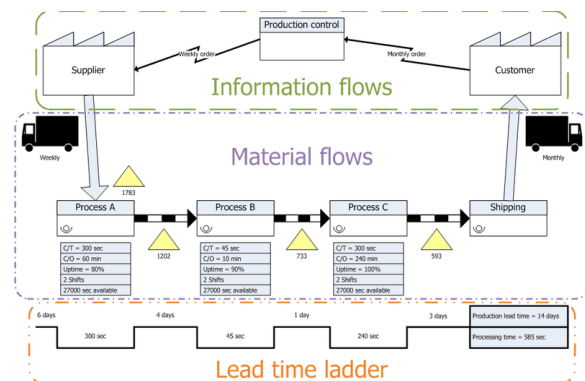 Production control
Supplier
Weekly order
Monthly order
Customer
Information flows
Weekly
Material flows
Monthly
1783
Process A
Process B
Process C
Shipping
1202
733
593
C/T = 300 sec
C/O = 60 min
Uptime = 80%
2 Shifts
27000 sec available
C/T = 45 sec
C/O = 10 min
Uptime = 90%
2 Shifts
27000 sec available
C/T = 300 sec
C/O = 240 min
Uptime = 100%
2 Shifts
27000 sec available
6 days
4 days
1 day
3 days
Production lead time = 14 days
300 sec
45 sec
240 sec
Processing time = 585 sec
Lead time ladder